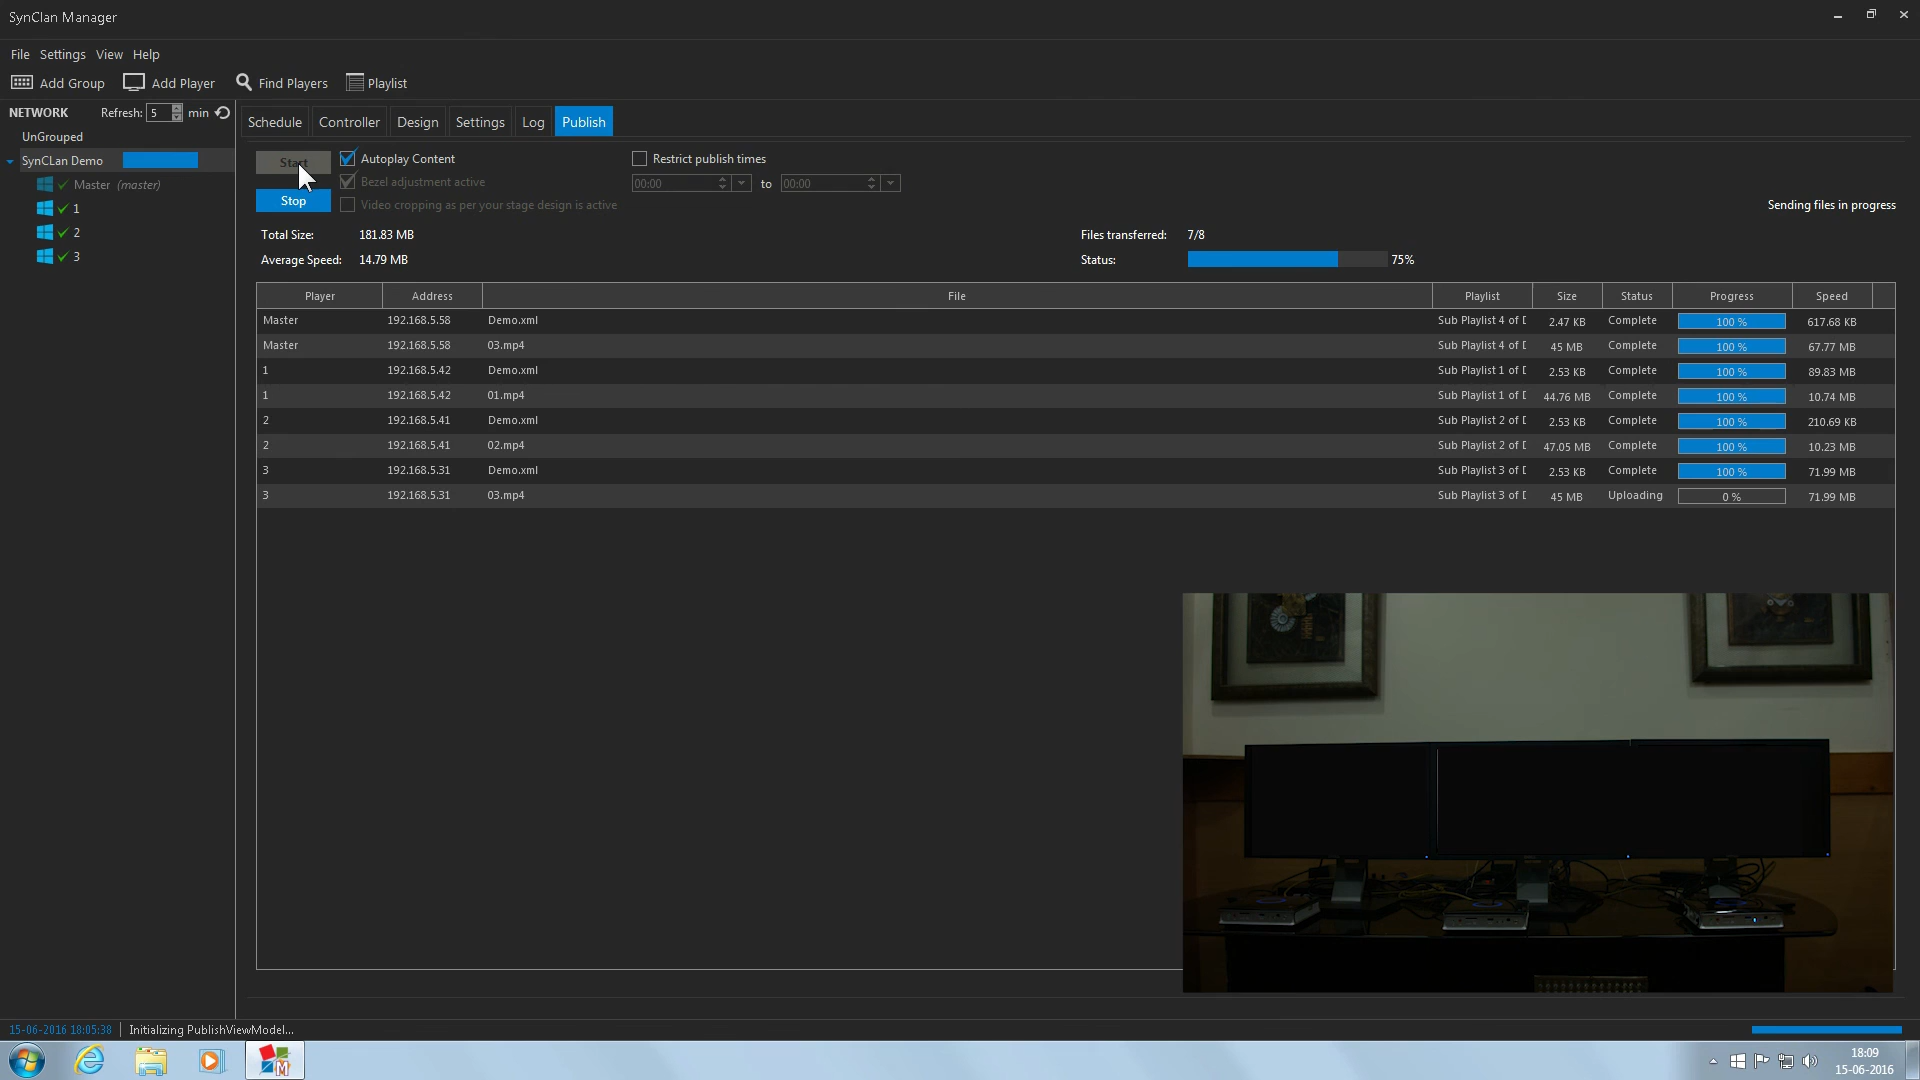 SynClan Manager
File Settings View Help
Add Group Add Player Find Players Playlist
NETWORK Refresh: 5 min
UnGrouped
SynCLan Demo
Master (master)
1
2
3
Schedule Controller Design Settings Log Publish
Start
Autoplay Content
Restrict publish times
Bezel adjustment active
00:00 to 00:00
Stop
Video cropping as per your stage design is active
Sending files in progress
Total Size: 181.83 MB
Files transferred: 7/8
Average Speed: 14.79 MB
Status: 75%
Player Address File Playlist Size Status Progress Speed
Master 192.168.5.58 Demo.xml Sub Playlist 4 of 2.47 KB Complete 100 % 617.68 KB
Master 192.168.5.58 03.mp4 Sub Playlist 4 of 45 MB Complete 100 % 67.77 MB
1 192.168.5.42 Demo.xml Sub Playlist 1 of 2.53 KB Complete 100 % 89.83 MB
1 192.168.5.42 01.mp4 Sub Playlist 1 of 44.76 MB Complete 100 % 10.74 MB
2 192.168.5.41 Demo.xml Sub Playlist 2 of 2.53 KB Complete 100 % 210.69 KB
2 192.168.5.41 02.mp4 Sub Playlist 2 of 47.05 MB Complete 100 % 10.23 MB
3 192.168.5.31 Demo.xml Sub Playlist 3 of 2.53 KB Complete 100 % 71.99 MB
3 192.168.5.31 03.mp4 Sub Playlist 3 of 45 MB Uploading 0 % 71.99 MB
15-06-2016 18:05:38 Initializing PublishViewModel...
M
18:09
15-06-2016